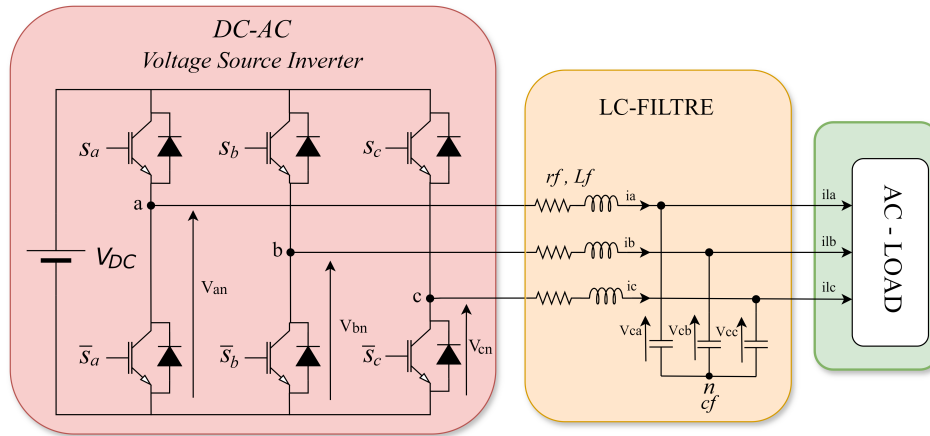 DC-AC
Voltage Source Inverter
LC-FILTRE
Sa
Sb
Sc
rf , Lf
ia
ila
a
ib
ilb
b
VDC
ic
ilc
c
Van
Vbn
Vcn
Vca
Vcb
Vcc
AC - LOAD
s̅a
s̅b
s̅c
n
cf